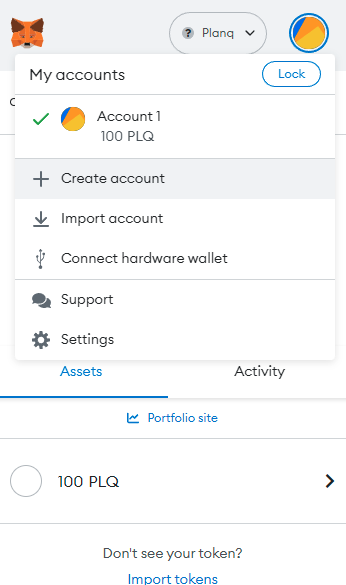 Planq
My accounts
Lock
Account 1
100 PLQ
Create account
Import account
Connect hardware wallet
Support
Settings
Assets
Activity
Portfolio site
100 PLQ
Don't see your token?
Import tokens